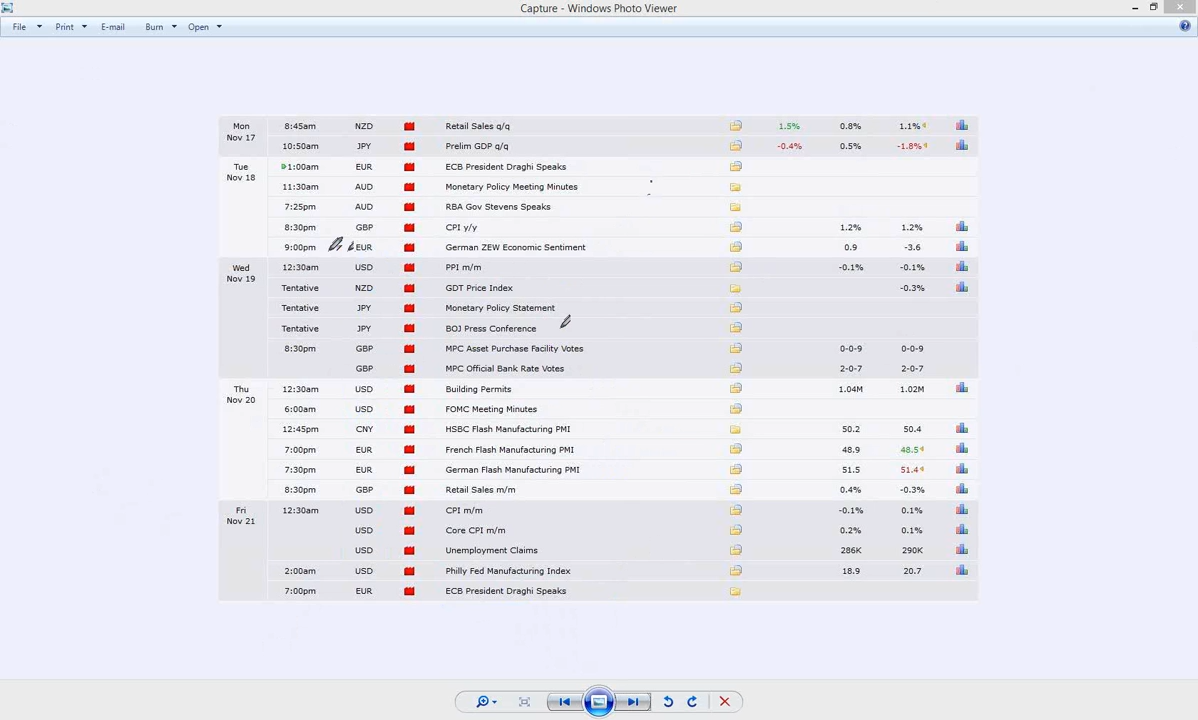 Capture - Windows Photo Viewer
File Print E-mail Burn Open
Mon Nov 17 8:45am NZD Retail Sales q/q 1.5% 0.8% 1.1%
10:50am JPY Prelim GDP q/q -0.4% 0.5% -1.8%
Tue Nov 18 1:00am EUR ECB President Draghi Speaks
11:30am AUD Monetary Policy Meeting Minutes
7:25pm AUD RBA Gov Stevens Speaks
8:30pm GBP CPI y/y 1.2% 1.2%
9:00pm EUR German ZEW Economic Sentiment 0.9 -3.6
Wed Nov 19 12:30am USD PPI m/m -0.1% -0.1%
Tentative NZD GDT Price Index -0.3%
Tentative JPY Monetary Policy Statement
Tentative JPY BOJ Press Conference
8:30pm GBP MPC Asset Purchase Facility Votes 0-0-9 0-0-9
GBP MPC Official Bank Rate Votes 2-0-7 2-0-7
Thu Nov 20 12:30am USD Building Permits 1.04M 1.02M
6:00am USD FOMC Meeting Minutes
12:45pm CNY HSBC Flash Manufacturing PMI 50.2 50.4
7:00pm EUR French Flash Manufacturing PMI 48.9 48.5
7:30pm EUR German Flash Manufacturing PMI 51.5 51.4
8:30pm GBP Retail Sales m/m 0.4% -0.3%
Fri Nov 21 12:30am USD CPI m/m -0.1% 0.1%
USD Core CPI m/m 0.2% 0.1%
USD Unemployment Claims 286K 290K
2:00am USD Philly Fed Manufacturing Index 18.9 20.7
7:00pm EUR ECB President Draghi Speaks